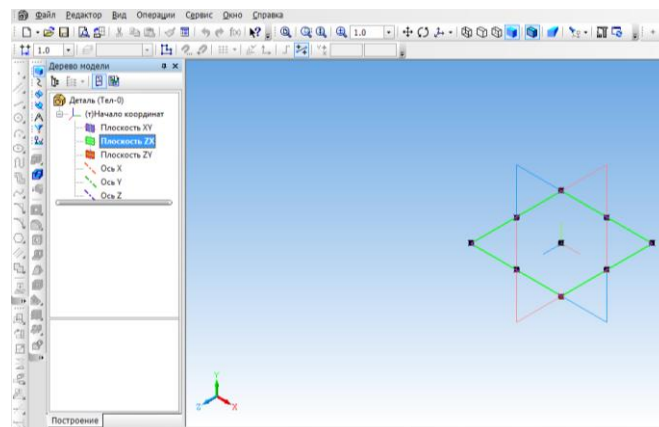 Файл Редактор Вид Операции Сервис Окно Справка
1.0
1.0
Дерево модели
Деталь (Тел-0)
(т)Начало координат
Плоскость XY
Плоскость ZX
Плоскость ZY
Ось X
Ось Y
Ось Z
Y
Z X
Построение